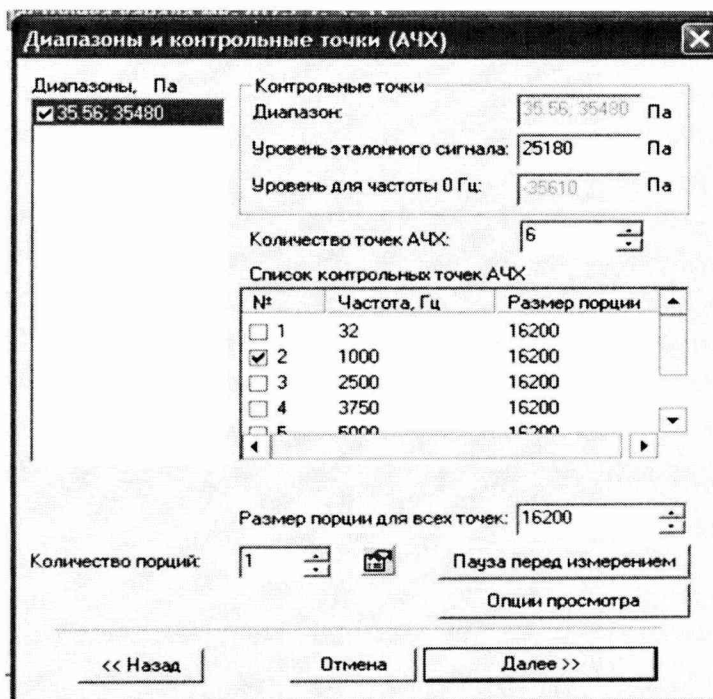 Диапазоны и контрольные точки (АЧХ)
Диапазоны, Па
35.56; 35480
Контрольные точки
Диапазон: 35.56; 35480 Па
Уровень эталонного сигнала: 25180 Па
Уровень для частоты 0 Гц: -35610 Па
Количество точек АЧХ: 6
Список контрольных точек АЧХ
№ Частота, Гц Размер порции
1 32 16200
2 1000 16200
3 2500 16200
4 3750 16200
5 5000 16200
Размер порции для всех точек: 16200
Количество порций: 1
Пауза перед измерением
Опции просмотра
<< Назад Отмена Далее >>